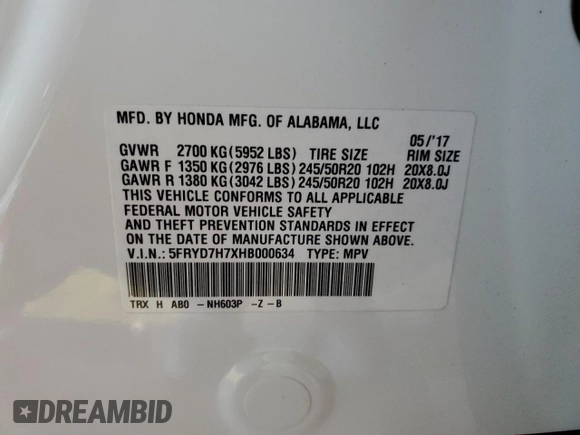 MFD. BY HONDA MFG. OF ALABAMA, LLC
05/'17
GVWR 2700 KG(5952 LBS) TIRE SIZE RIM SIZE
GAWR F 1350 KG(2976 LBS)245/50R20 102H 20X8.0J
GAWR R 1380 KG(3042 LBS)245/50R20 102H 20X8.0J
THIS VEHICLE CONFORMS TO ALL APPLICABLE
FEDERAL MOTOR VEHICLE SAFETY
AND THEFT PREVENTION STANDARDS IN EFFECT
ON THE DATE OF MANUFACTURE SHOWN ABOVE.
V.I.N.: 5FRYD7H7XHB000634 TYPE: MPV
TRX H AB0 -NH603P -Z-B
DREAMBID